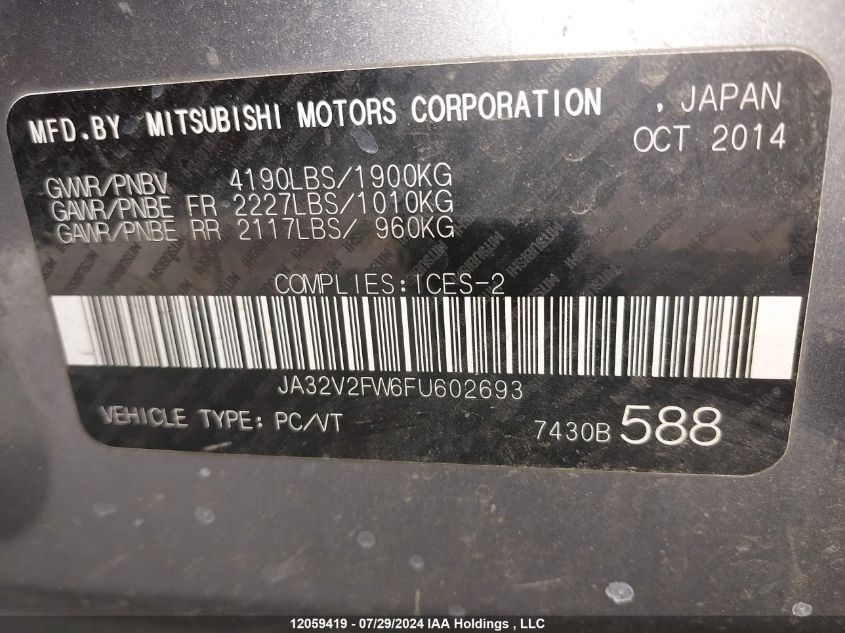 MFD.BY MITSUBISHI MOTORS CORPORATION , JAPAN
OCT 2014
GVWR/PNBV 4190LBS/1900KG
GAWR/PNBE FR 2227LBS/1010KG
GAWR/PNBE RR 2117LBS/ 960KG
COMPLIES:ICES-2
JA32V2FW6FU602693
VEHICLE TYPE: PC/VT 7430B 588
12059419 - 07/29/2024 IAA Holdings , LLC